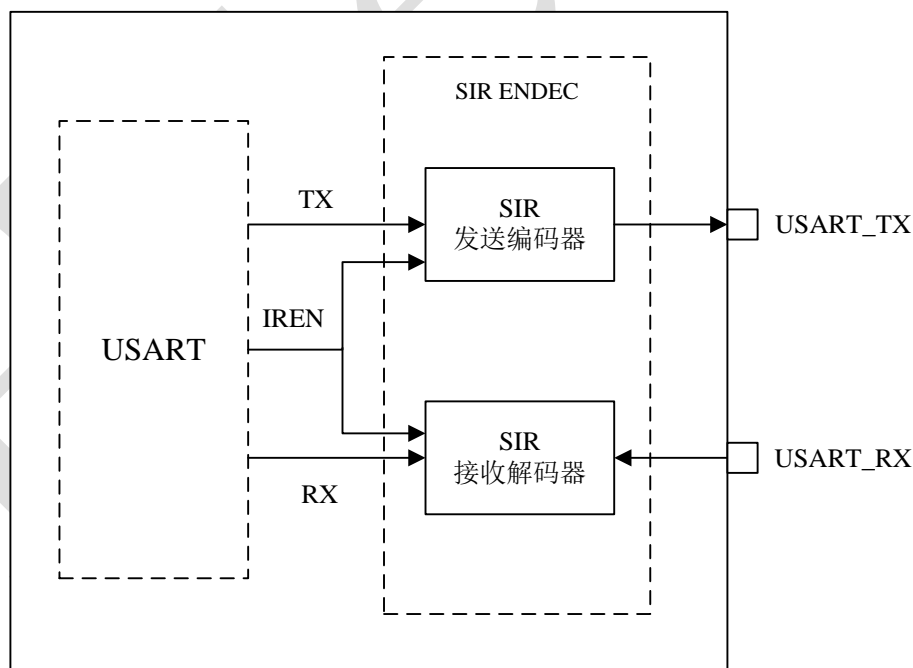 SIR ENDEC
TX
SIR
发送编码器
USART_TX
IREN
USART
SIR
接收解码器
USART_RX
RX